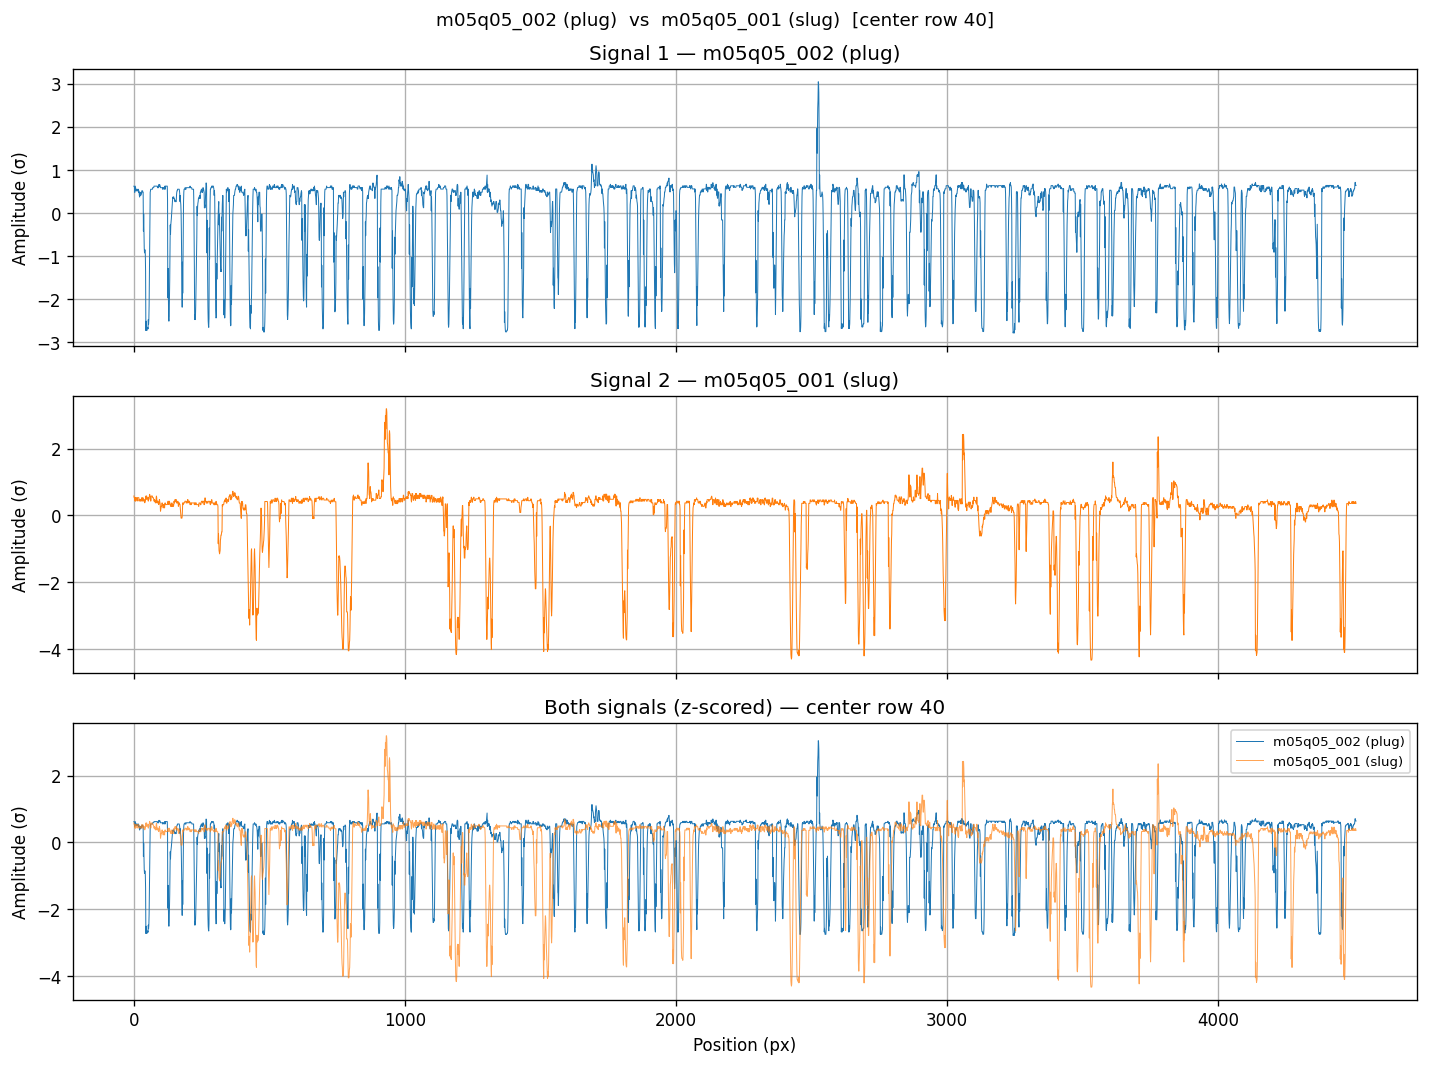 m05q05_002 (plug)  vs  m05q05_001 (slug)  [center row 40]
Signal 1 — m05q05_002 (plug)
Amplitude (σ)
3
2
1
0
−1
−2
−3
Signal 2 — m05q05_001 (slug)
Amplitude (σ)
2
0
−2
−4
Both signals (z-scored) — center row 40
Amplitude (σ)
2
0
−2
−4
m05q05_002 (plug)
m05q05_001 (slug)
0 1000 2000 3000 4000
Position (px)